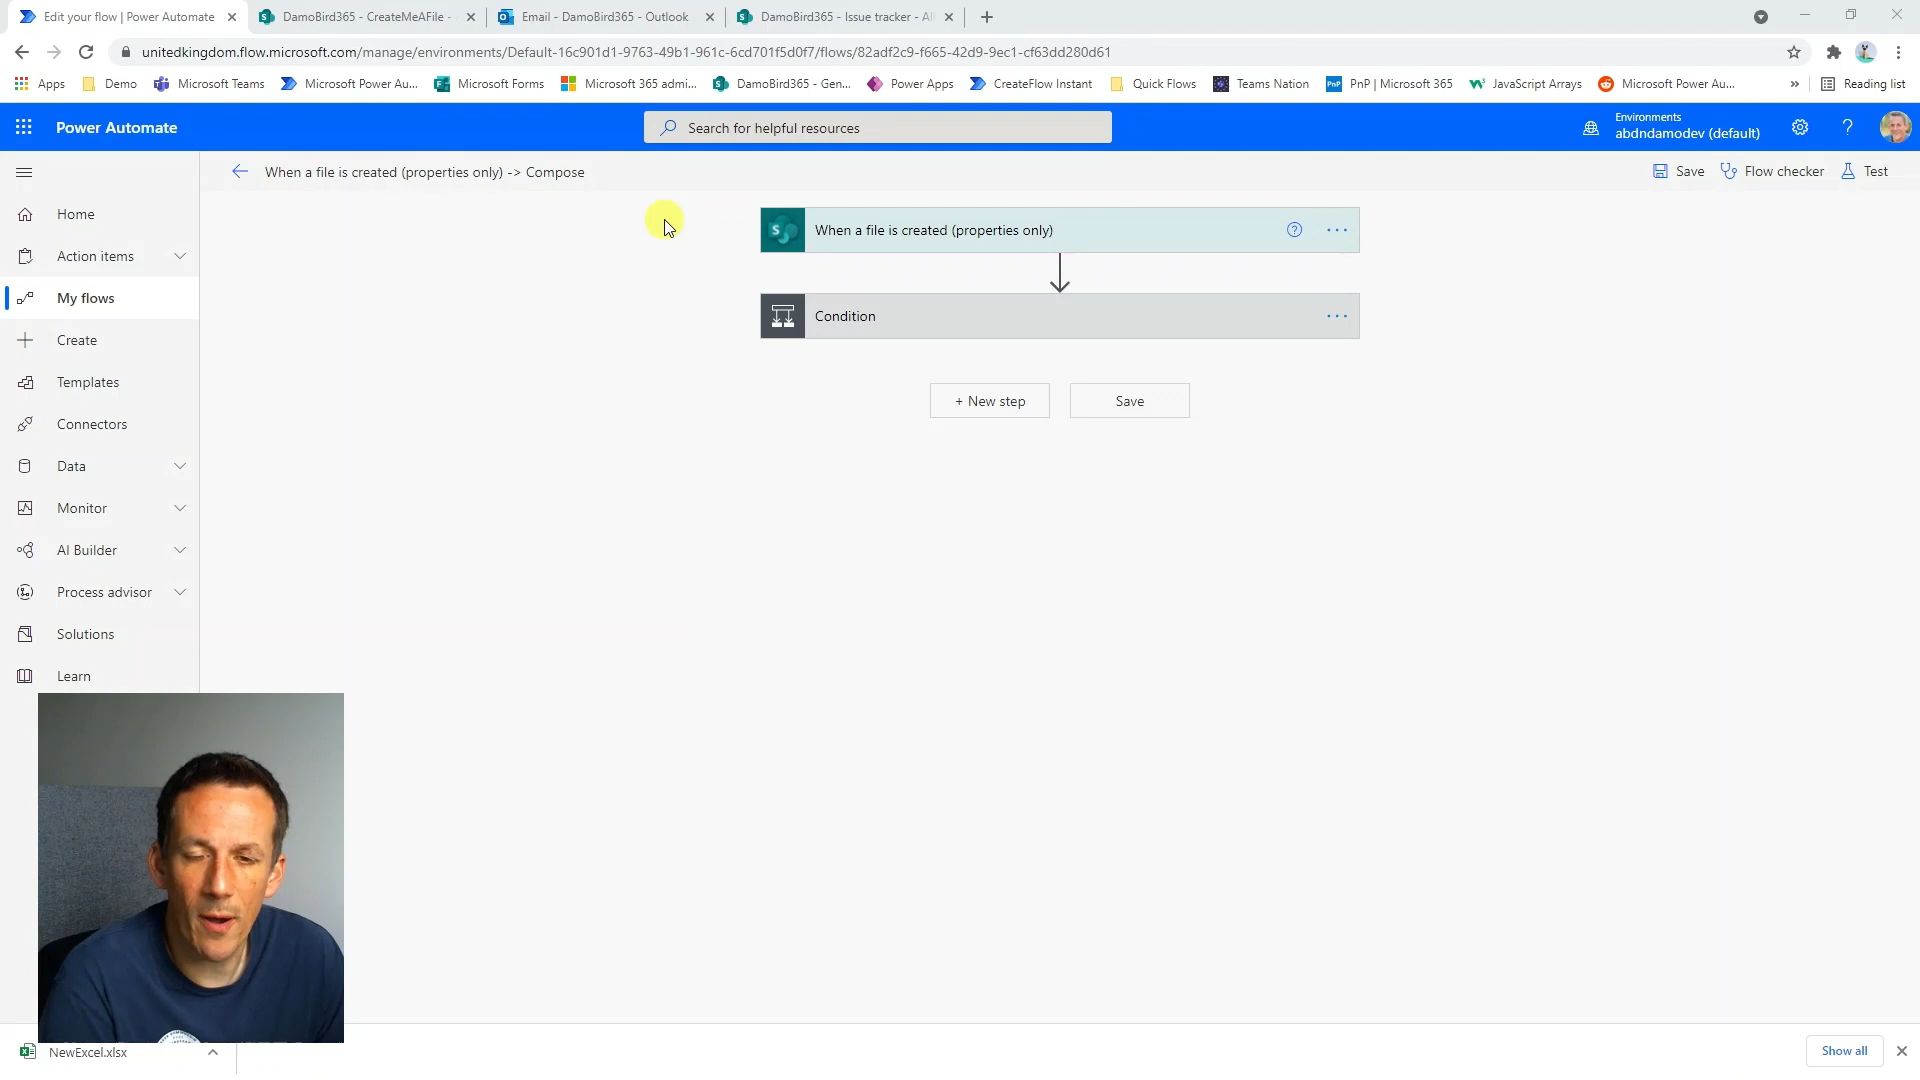 Edit your flow | Power Automate
DamoBird365 - CreateMeAFile -
Email - DamoBird365 - Outlook
DamoBird365 - Issue tracker - Al
unitedkingdom.flow.microsoft.com/manage/environments/Default-16c901d1-9763-49b1-961c-6cd701f5d0f7/flows/82adf2c9-f665-42d9-9ec1-cf63dd280d61
Apps
Demo
Microsoft Teams
Microsoft Power Au...
Microsoft Forms
Microsoft 365 admi...
DamoBird365 - Gen...
Power Apps
CreateFlow Instant
Quick Flows
Teams Nation
PnP | Microsoft 365
JavaScript Arrays
Microsoft Power Au...
Reading list
Power Automate
Search for helpful resources
Environments
abdndamodev (default)
When a file is created (properties only) -> Compose
Save
Flow checker
Test
Home
Action items
My flows
Create
Templates
Connectors
Data
Monitor
AI Builder
Process advisor
Solutions
Learn
When a file is created (properties only)
Condition
+ New step
Save
NewExcel.xlsx
Show all